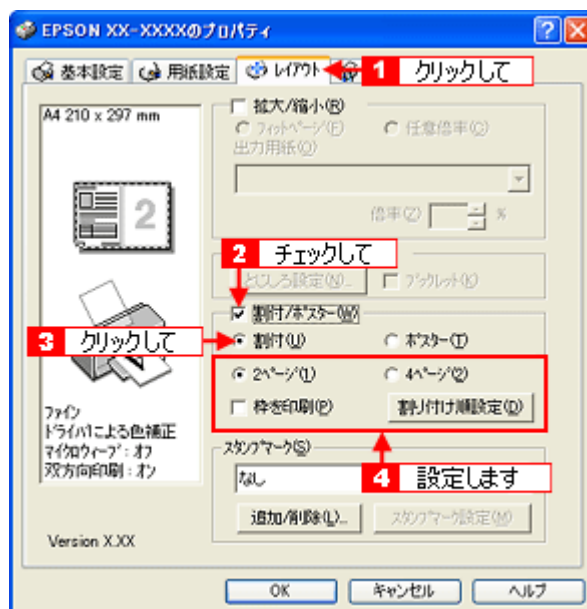 EPSON XX-XXXXのプロパティ
基本設定 用紙設定 レイアウト 1 クリックして
A4 210 x 297 mm
2
拡大/縮小(R)
フィットページ(F) 任意倍率(C)
出力用紙(O)
倍率(Z) %
2 チェックして
とじしろ設定(N)... ブックレット(K)
割付/ポスター(W)
3 クリックして
割付(U) ポスター(T)
2ページ(1) 4ページ(2)
枠を印刷(P) 割り付け順設定(D)
ファイン
ドライバによる色補正
マイクロウィーブ : オフ
双方向印刷 : オン
スタンプマーク(S)
4 設定します
なし
追加/削除(L)... スタンプマーク設定(M)
Version X.XX
OK キャンセル ヘルプ